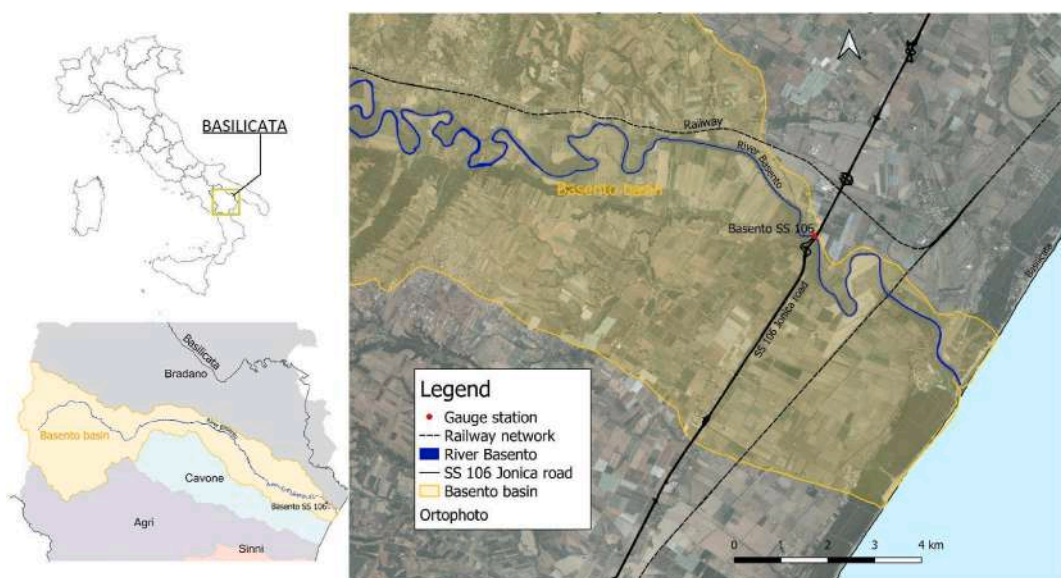 BASILICATA
Basilicata
Bradano
Basento basin
Cavone
Basento SS 106
Agri
Sinni
Railway
River Basento
Basento basin
Basento SS 106
SS 106 Jonica road
Basilicata
Legend
Gauge station
Railway network
River Basento
SS 106 Jonica road
Basento basin
Ortophoto
0 1 2 3 4 km